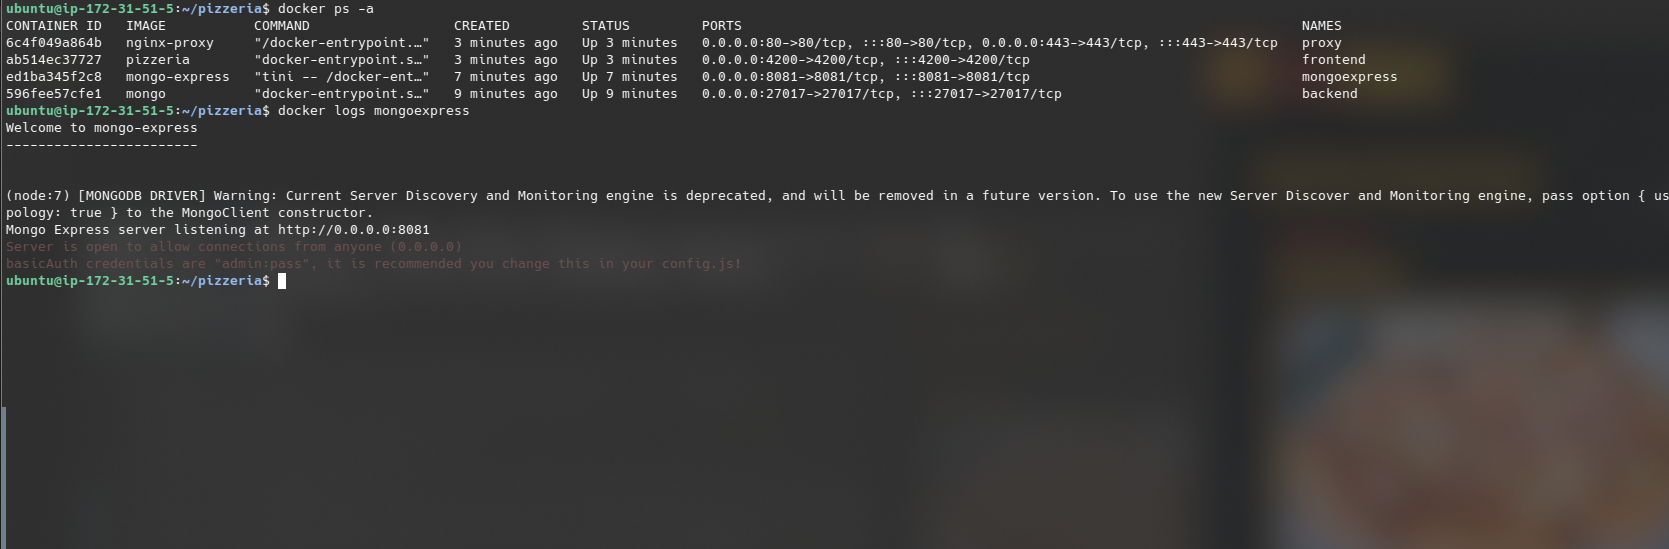 ubuntu@ip-172-31-51-5:~/pizzeria$ docker ps -a
CONTAINER ID   IMAGE           COMMAND                  CREATED         STATUS         PORTS                                                                      NAMES
6c4f049a864b   nginx-proxy     "/docker-entrypoint.…"   3 minutes ago   Up 3 minutes   0.0.0.0:80->80/tcp, :::80->80/tcp, 0.0.0.0:443->443/tcp, :::443->443/tcp   proxy
ab514ec37727   pizzeria        "docker-entrypoint.s…"   3 minutes ago   Up 3 minutes   0.0.0.0:4200->4200/tcp, :::4200->4200/tcp                                  frontend
ed1ba345f2c8   mongo-express   "tini -- /docker-ent…"   7 minutes ago   Up 7 minutes   0.0.0.0:8081->8081/tcp, :::8081->8081/tcp                                  mongoexpress
596fee57cfe1   mongo           "docker-entrypoint.s…"   9 minutes ago   Up 9 minutes   0.0.0.0:27017->27017/tcp, :::27017->27017/tcp                              backend
ubuntu@ip-172-31-51-5:~/pizzeria$ docker logs mongoexpress
Welcome to mongo-express
------------------------
(node:7) [MONGODB DRIVER] Warning: Current Server Discovery and Monitoring engine is deprecated, and will be removed in a future version. To use the new Server Discover and Monitoring engine, pass option { us
pology: true } to the MongoClient constructor.
Mongo Express server listening at http://0.0.0.0:8081
Server is open to allow connections from anyone (0.0.0.0)
basicAuth credentials are "admin:pass", it is recommended you change this in your config.js!
ubuntu@ip-172-31-51-5:~/pizzeria$